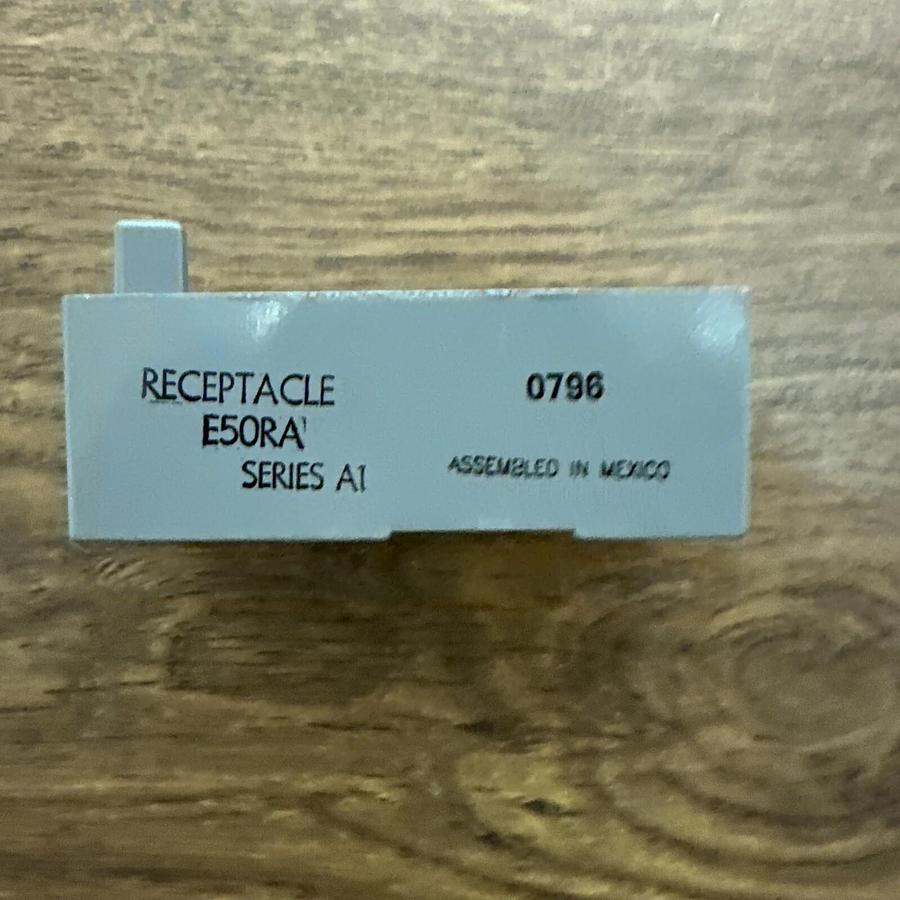 RECEPTACLE
E50RA
SERIES A1
0796
ASSEMBLED IN MEXICO